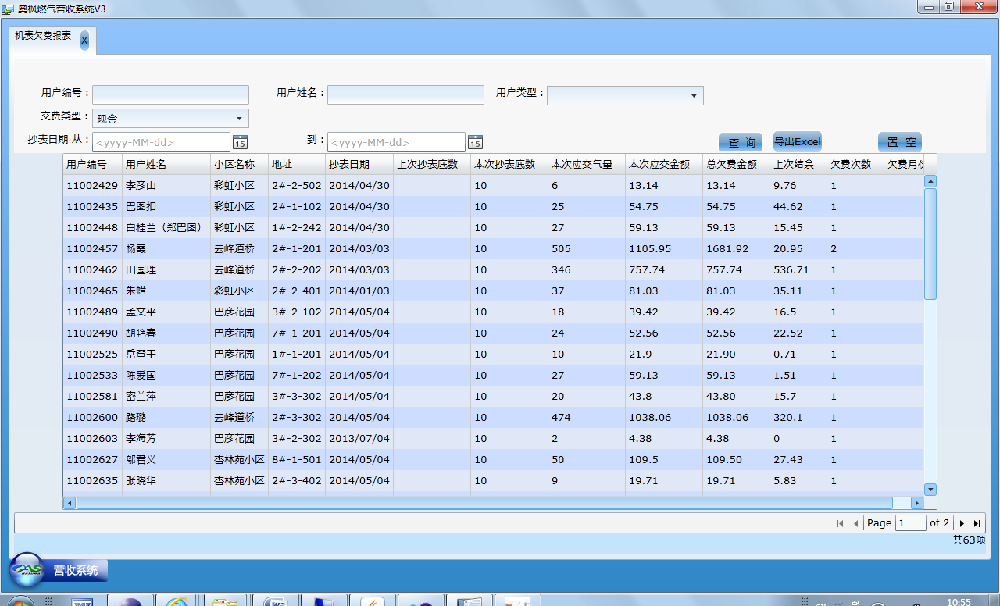 奥枫燃气营收系统V3
机表欠费报表 X
用户编号： 用户姓名： 用户类型：
交费类型： 现金
抄表日期 从： <yyyy-MM-dd> 15 到： <yyyy-MM-dd> 15 查 询 导出Excel 置 空
用户编号 用户姓名 小区名称 地址 抄表日期 上次抄表底数 本次抄表底数 本次应交气量 本次应交金额 总欠费金额 上次结余 欠费次数 欠费月份
11002429 李彦山 彩虹小区 2#-2-502 2014/04/30 10 6 13.14 13.14 9.76 1
11002435 巴图扣 彩虹小区 2#-1-102 2014/04/30 10 25 54.75 54.75 44.62 1
11002448 白桂兰（郑巴图） 彩虹小区 1#-2-242 2014/04/30 10 27 59.13 59.13 15.45 1
11002457 杨霞 云峰道桥 2#-1-201 2014/03/03 10 505 1105.95 1681.92 20.95 2
11002462 田国理 云峰道桥 2#-2-202 2014/03/03 10 346 757.74 757.74 536.71 1
11002465 朱蜡 彩虹小区 2#-2-401 2014/01/03 10 37 81.03 81.03 35.11 1
11002489 孟文平 巴彦花园 3#-2-102 2014/05/04 10 18 39.42 39.42 16.5 1
11002490 胡艳春 巴彦花园 7#-1-201 2014/05/04 10 24 52.56 52.56 22.52 1
11002525 岳查干 巴彦花园 1#-1-201 2014/05/04 10 10 21.9 21.90 0.71 1
11002533 陈爱国 巴彦花园 7#-1-202 2014/05/04 10 27 59.13 59.13 1.51 1
11002581 密兰萍 巴彦花园 3#-3-302 2014/05/04 10 20 43.8 43.80 15.7 1
11002600 路璐 云峰道桥 2#-3-302 2014/05/04 10 474 1038.06 1038.06 320.1 1
11002603 李海芳 巴彦花园 3#-2-302 2013/07/04 10 2 4.38 4.38 0 1
11002627 邬君义 杏林苑小区 8#-1-501 2014/05/04 10 50 109.5 109.50 27.43 1
11002635 张晓华 杏林苑小区 2#-3-402 2014/05/04 10 9 19.71 19.71 5.83 1
Page 1 of 2
共63项
GAS 营收系统
10:55